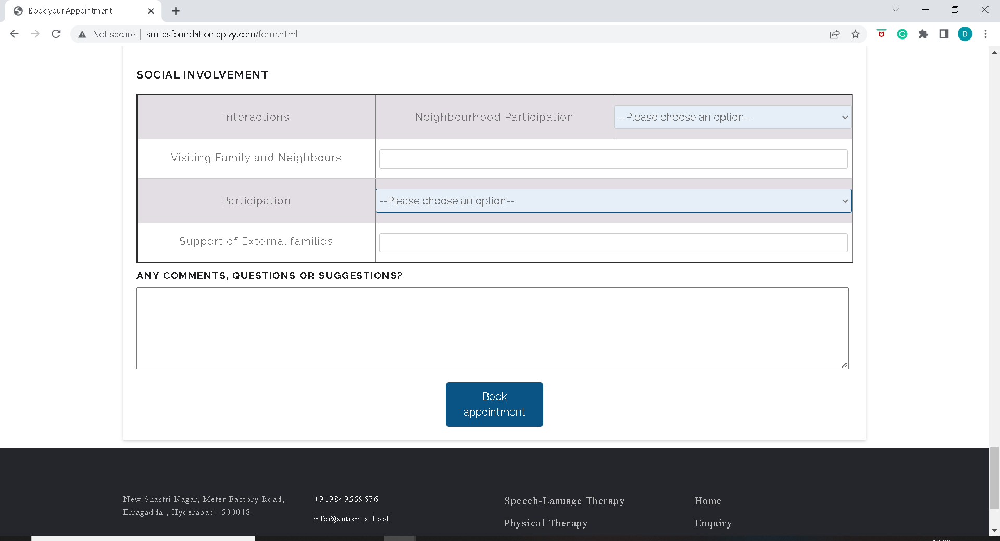 Book your Appointment
Not secure | smilesfoundation.epizy.com/form.html
D
SOCIAL INVOLVEMENT
Interactions
Neighbourhood Participation
--Please choose an option--
Visiting Family and Neighbours
Participation
--Please choose an option--
Support of External families
ANY COMMENTS, QUESTIONS OR SUGGESTIONS?
Book
appointment
New Shastri Nagar, Meter Factory Road,
Erragadda , Hyderabad -500018.
+919849559676
info@autism.school
Speech-Lanuage Therapy
Physical Therapy
Home
Enquiry